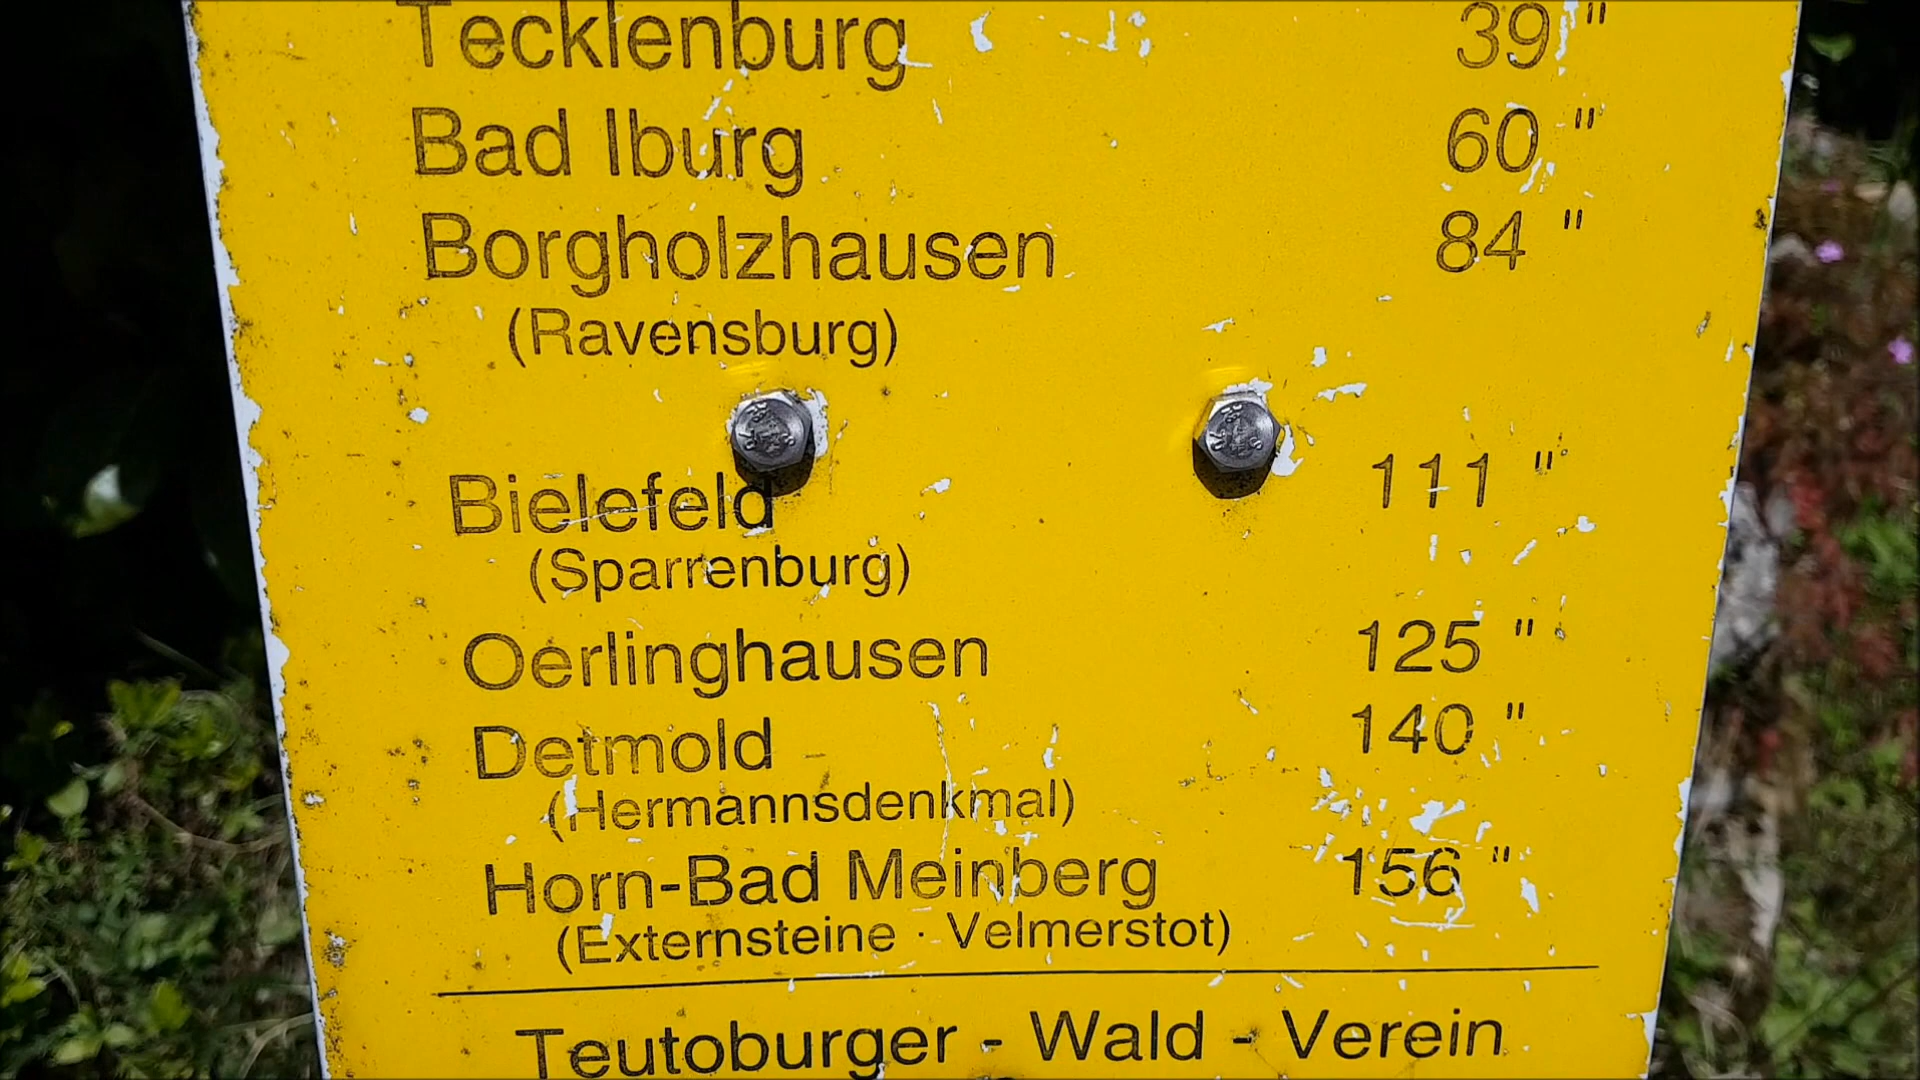 Tecklenburg 39 "
Bad Iburg 60 "
Borgholzhausen 84 "
(Ravensburg)
Bielefeld 111 "
(Sparrenburg)
Oerlinghausen 125 "
Detmold 140 "
(Hermannsdenkmal)
Horn-Bad Meinberg 156 "
(Externsteine · Velmerstot)
Teutoburger - Wald - Verein